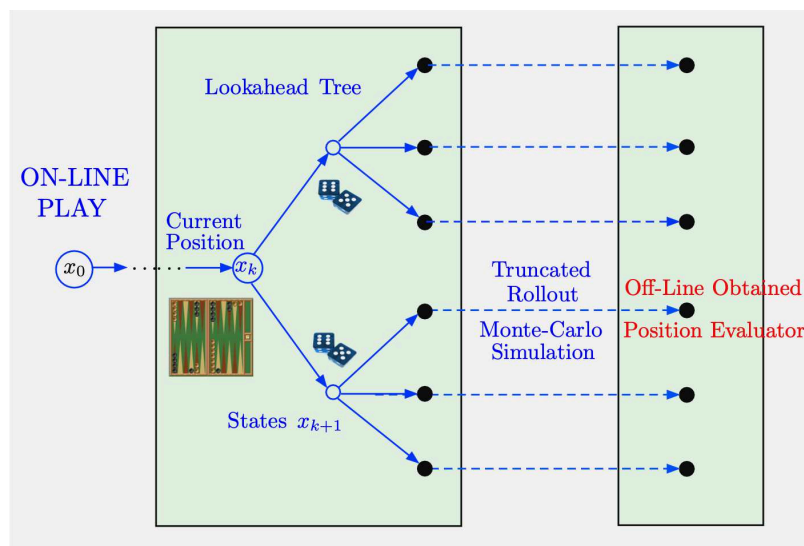 Lookahead Tree
ON-LINE
PLAY
Current
Position
x0
xk
Truncated
Rollout
Off-Line Obtained
Monte-Carlo
Simulation
Position Evaluator
States xk+1